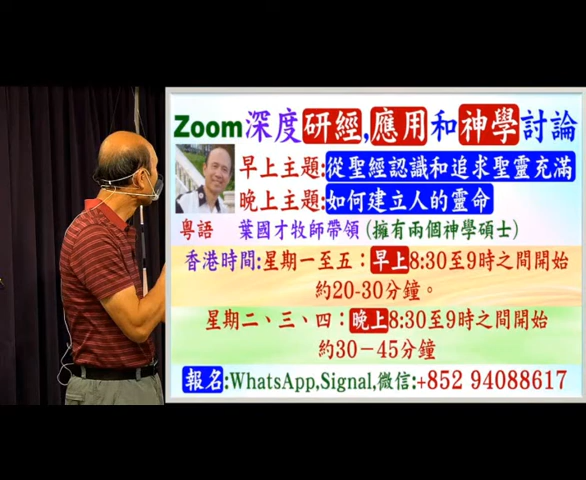 Zoom深度研經,應用和神學討論
早上主題:從聖經認識和追求聖靈充滿
晚上主題:如何建立人的靈命
粵語 葉國才牧師帶領(擁有兩個神學碩士)
香港時間:星期一至五：早上8:30至9時之間開始
約20-30分鐘。
星期二、三、四：晚上8:30至9時之間開始
約30－45分鐘
報名:WhatsApp,Signal,微信:+852 94088617